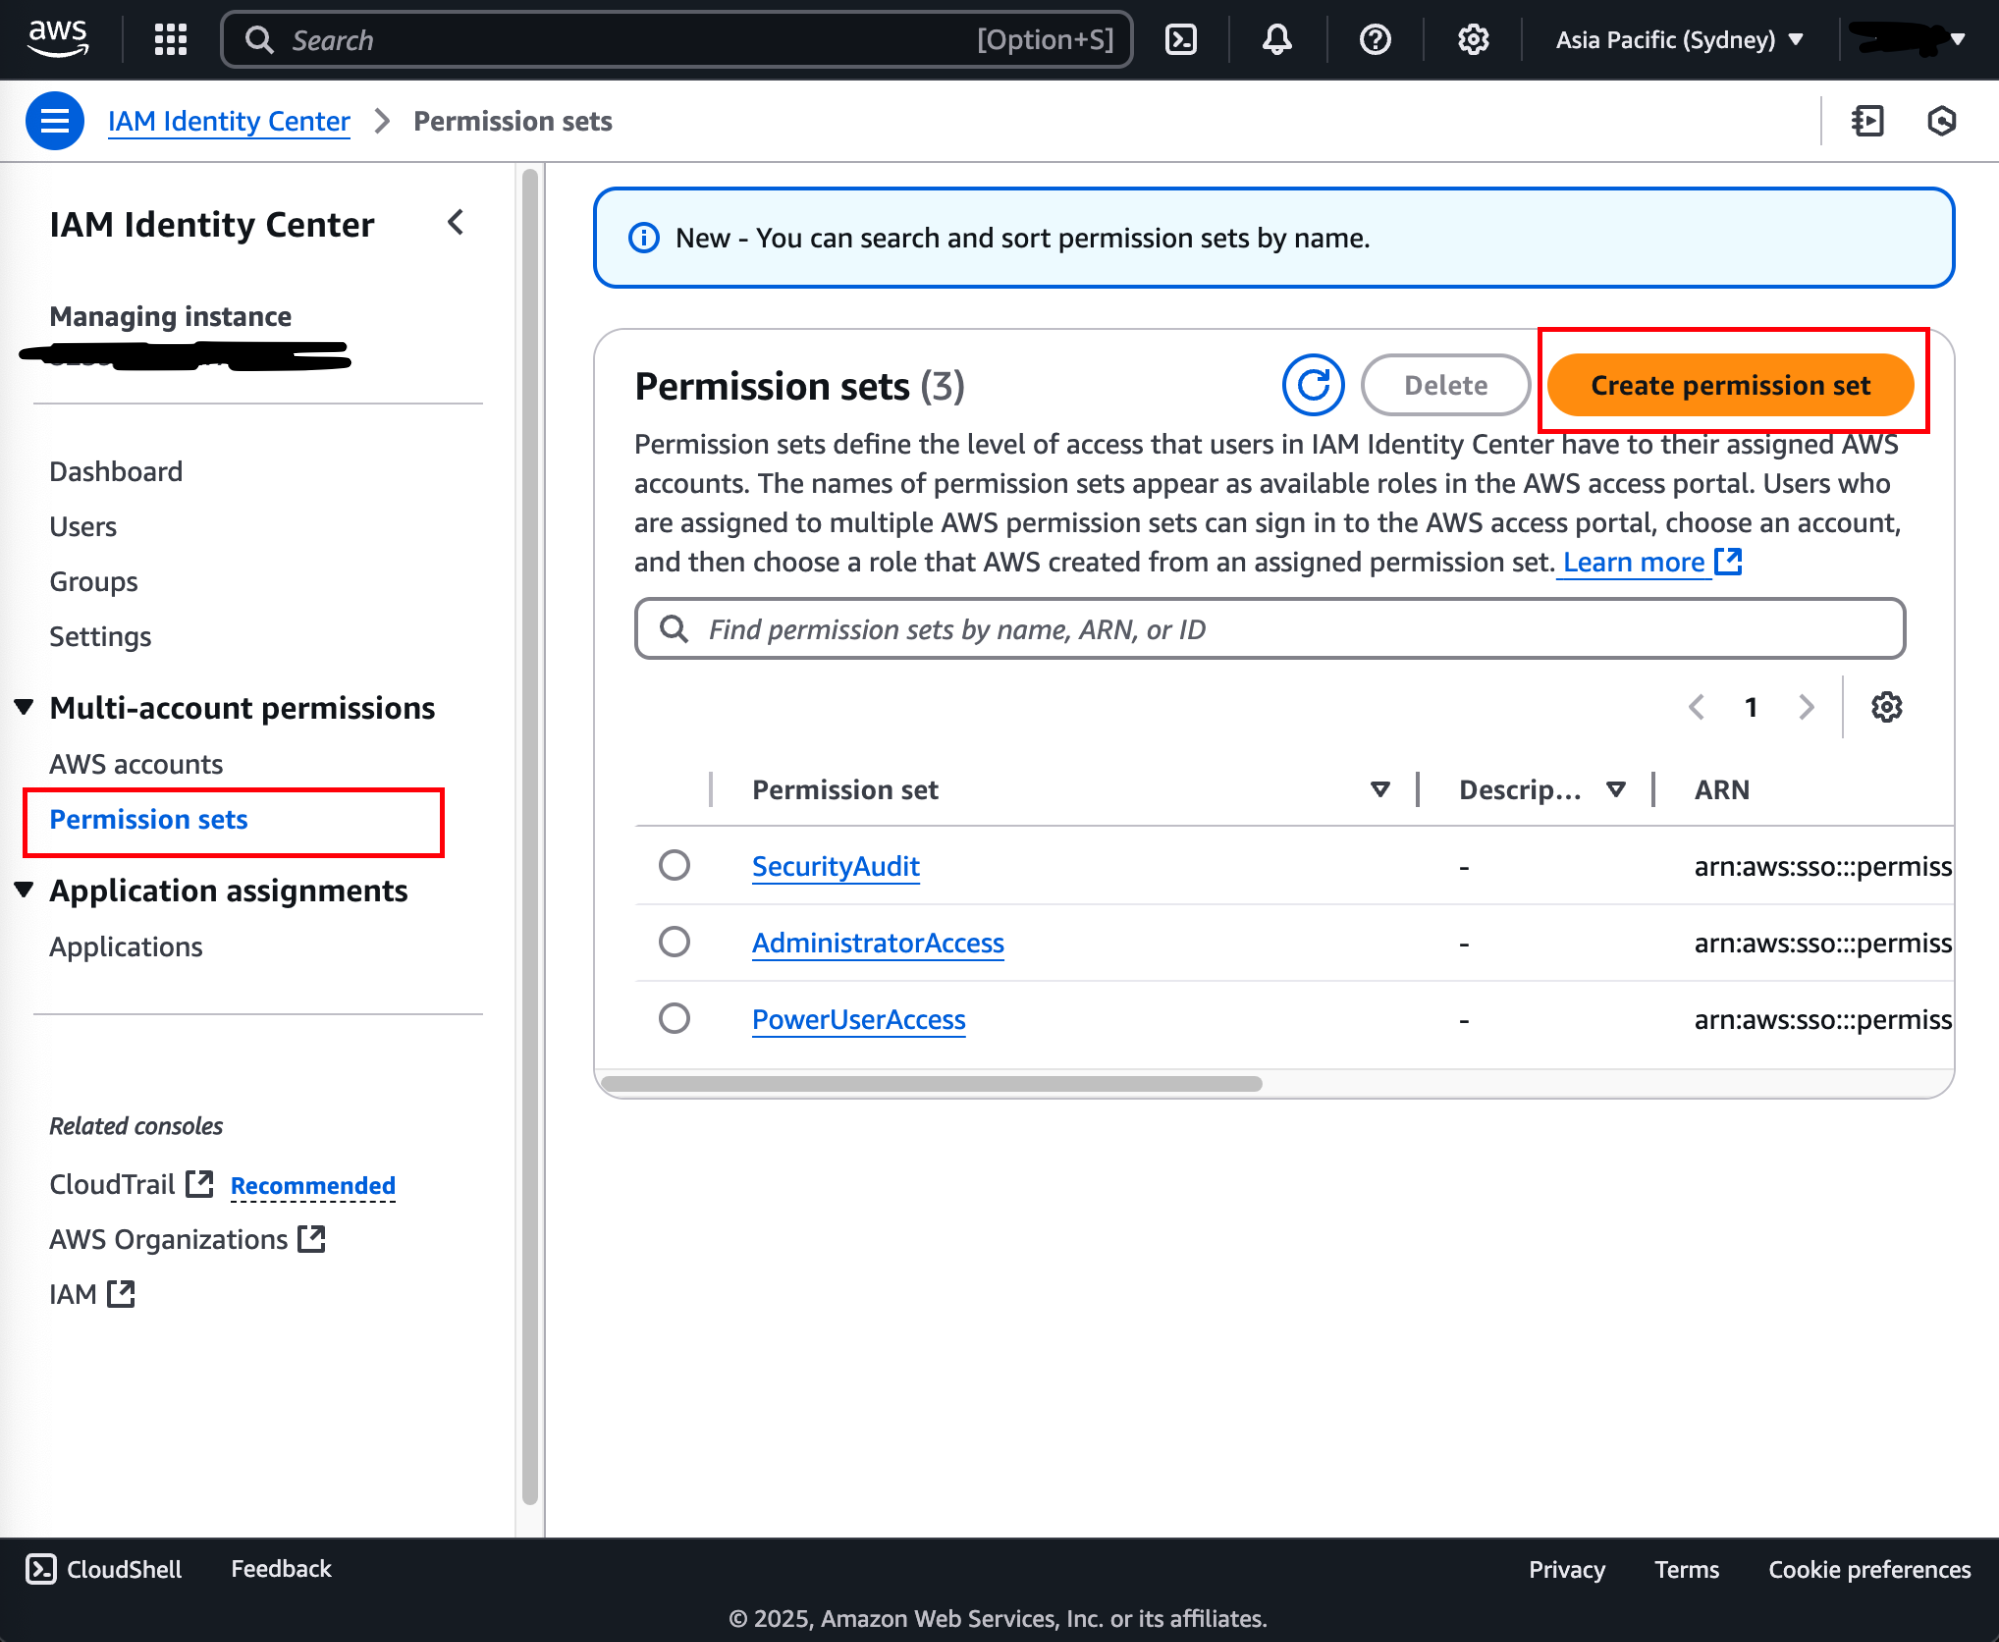 aws
Search
[Option+S]
Asia Pacific (Sydney)
IAM Identity Center
Permission sets
IAM Identity Center
Managing instance
Dashboard
Users
Groups
Settings
Multi-account permissions
AWS accounts
Permission sets
Application assignments
Applications
Related consoles
CloudTrail
Recommended
AWS Organizations
IAM
New - You can search and sort permission sets by name.
Permission sets (3)
Delete
Create permission set
Permission sets define the level of access that users in IAM Identity Center have to their assigned AWS
accounts. The names of permission sets appear as available roles in the AWS access portal. Users who
are assigned to multiple AWS permission sets can sign in to the AWS access portal, choose an account,
and then choose a role that AWS created from an assigned permission set. Learn more
Find permission sets by name, ARN, or ID
1
Permission set
Descrip...
ARN
SecurityAudit
-
arn:aws:sso:::permiss
AdministratorAccess
-
arn:aws:sso:::permiss
PowerUserAccess
-
arn:aws:sso:::permiss
CloudShell
Feedback
Privacy
Terms
Cookie preferences
© 2025, Amazon Web Services, Inc. or its affiliates.